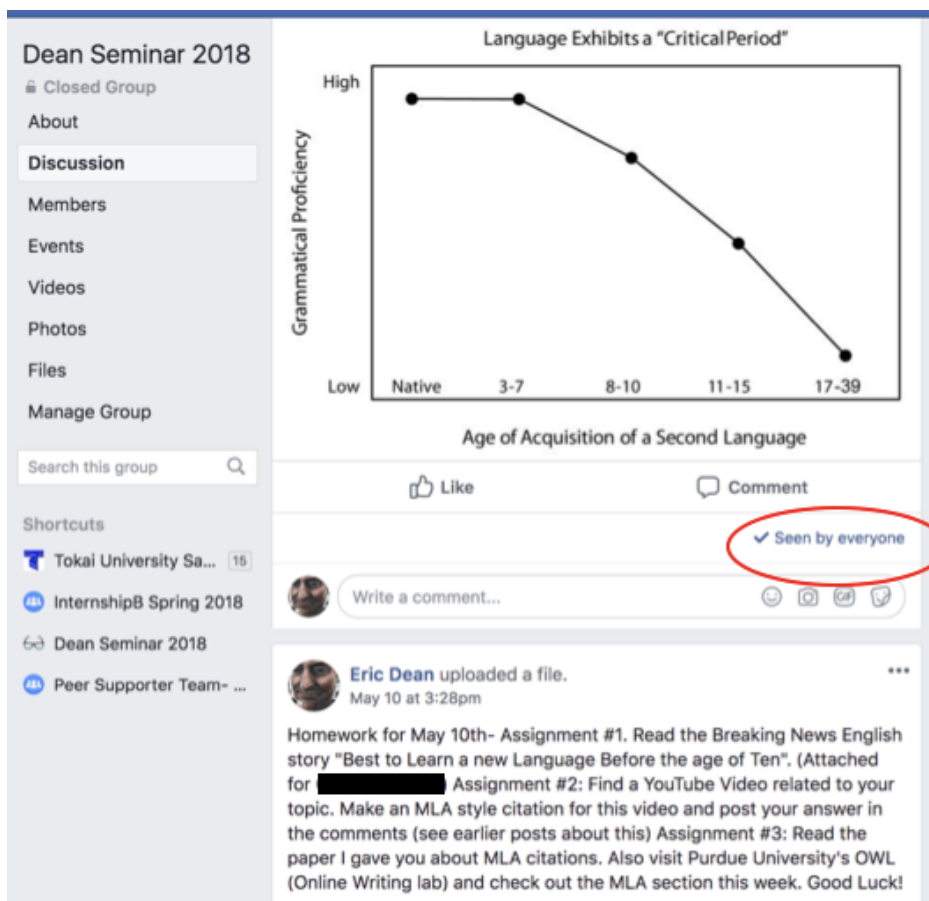 Dean Seminar 2018
Closed Group
About
Discussion
Members
Events
Videos
Photos
Files
Manage Group
Search this group
Shortcuts
Tokai University Sa... 15
InternshipB Spring 2018
Dean Seminar 2018
Peer Supporter Team- ...
Language Exhibits a "Critical Period"
High
Grammatical Proficiency
Low
Native 3-7 8-10 11-15 17-39
Age of Acquisition of a Second Language
Like Comment
Seen by everyone
Write a comment...
GIF
Eric Dean uploaded a file.
May 10 at 3:28pm
Homework for May 10th- Assignment #1. Read the Breaking News English
story "Best to Learn a new Language Before the age of Ten". (Attached
for ( ) Assignment #2: Find a YouTube Video related to your
topic. Make an MLA style citation for this video and post your answer in
the comments (see earlier posts about this) Assignment #3: Read the
paper I gave you about MLA citations. Also visit Purdue University's OWL
(Online Writing lab) and check out the MLA section this week. Good Luck!